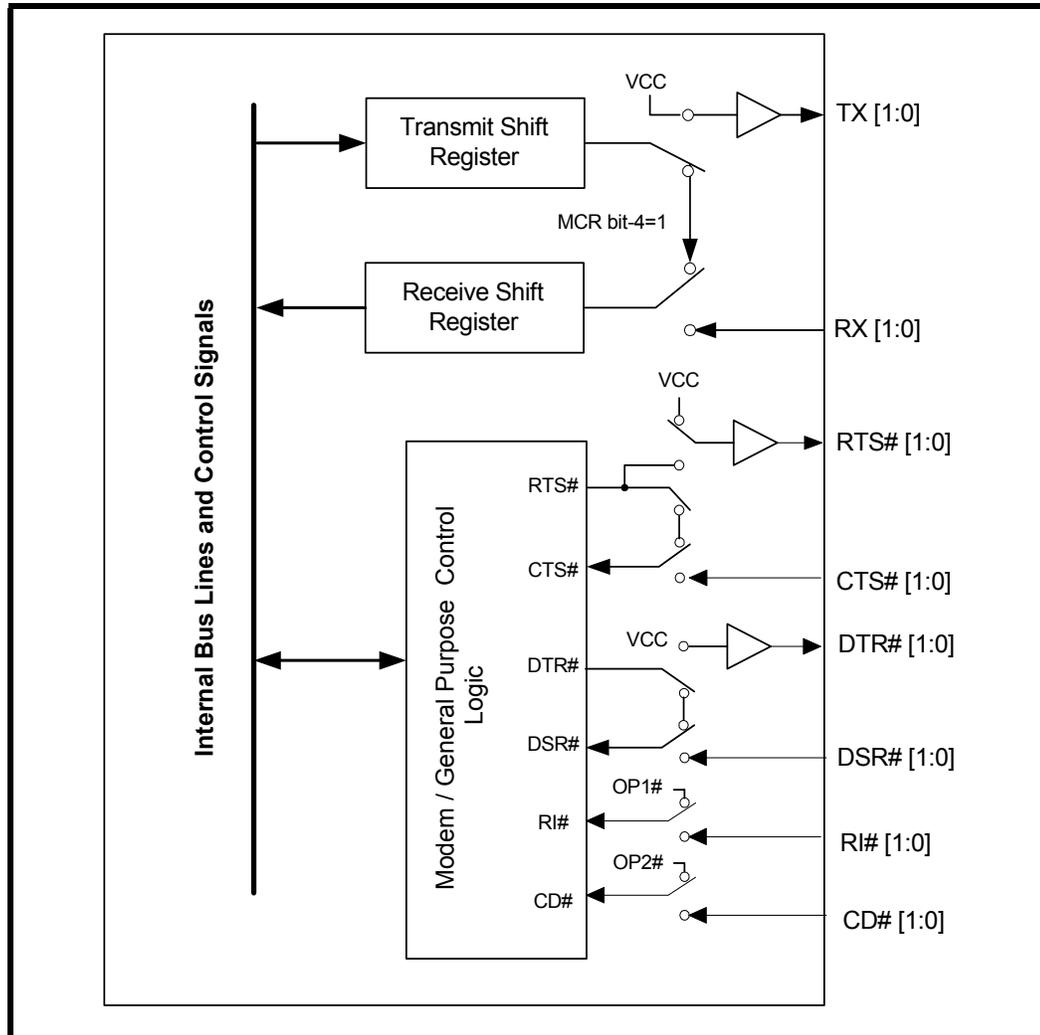 VCC
TX [1:0]
Transmit Shift
Register
MCR bit-4=1
Receive Shift
Register
RX [1:0]
Internal Bus Lines and Control Signals
VCC
RTS# [1:0]
Modem / General Purpose Control
Logic
RTS#
CTS#
CTS# [1:0]
VCC
DTR# [1:0]
DTR#
DSR#
DSR# [1:0]
OP1#
RI#
RI# [1:0]
OP2#
CD#
CD# [1:0]